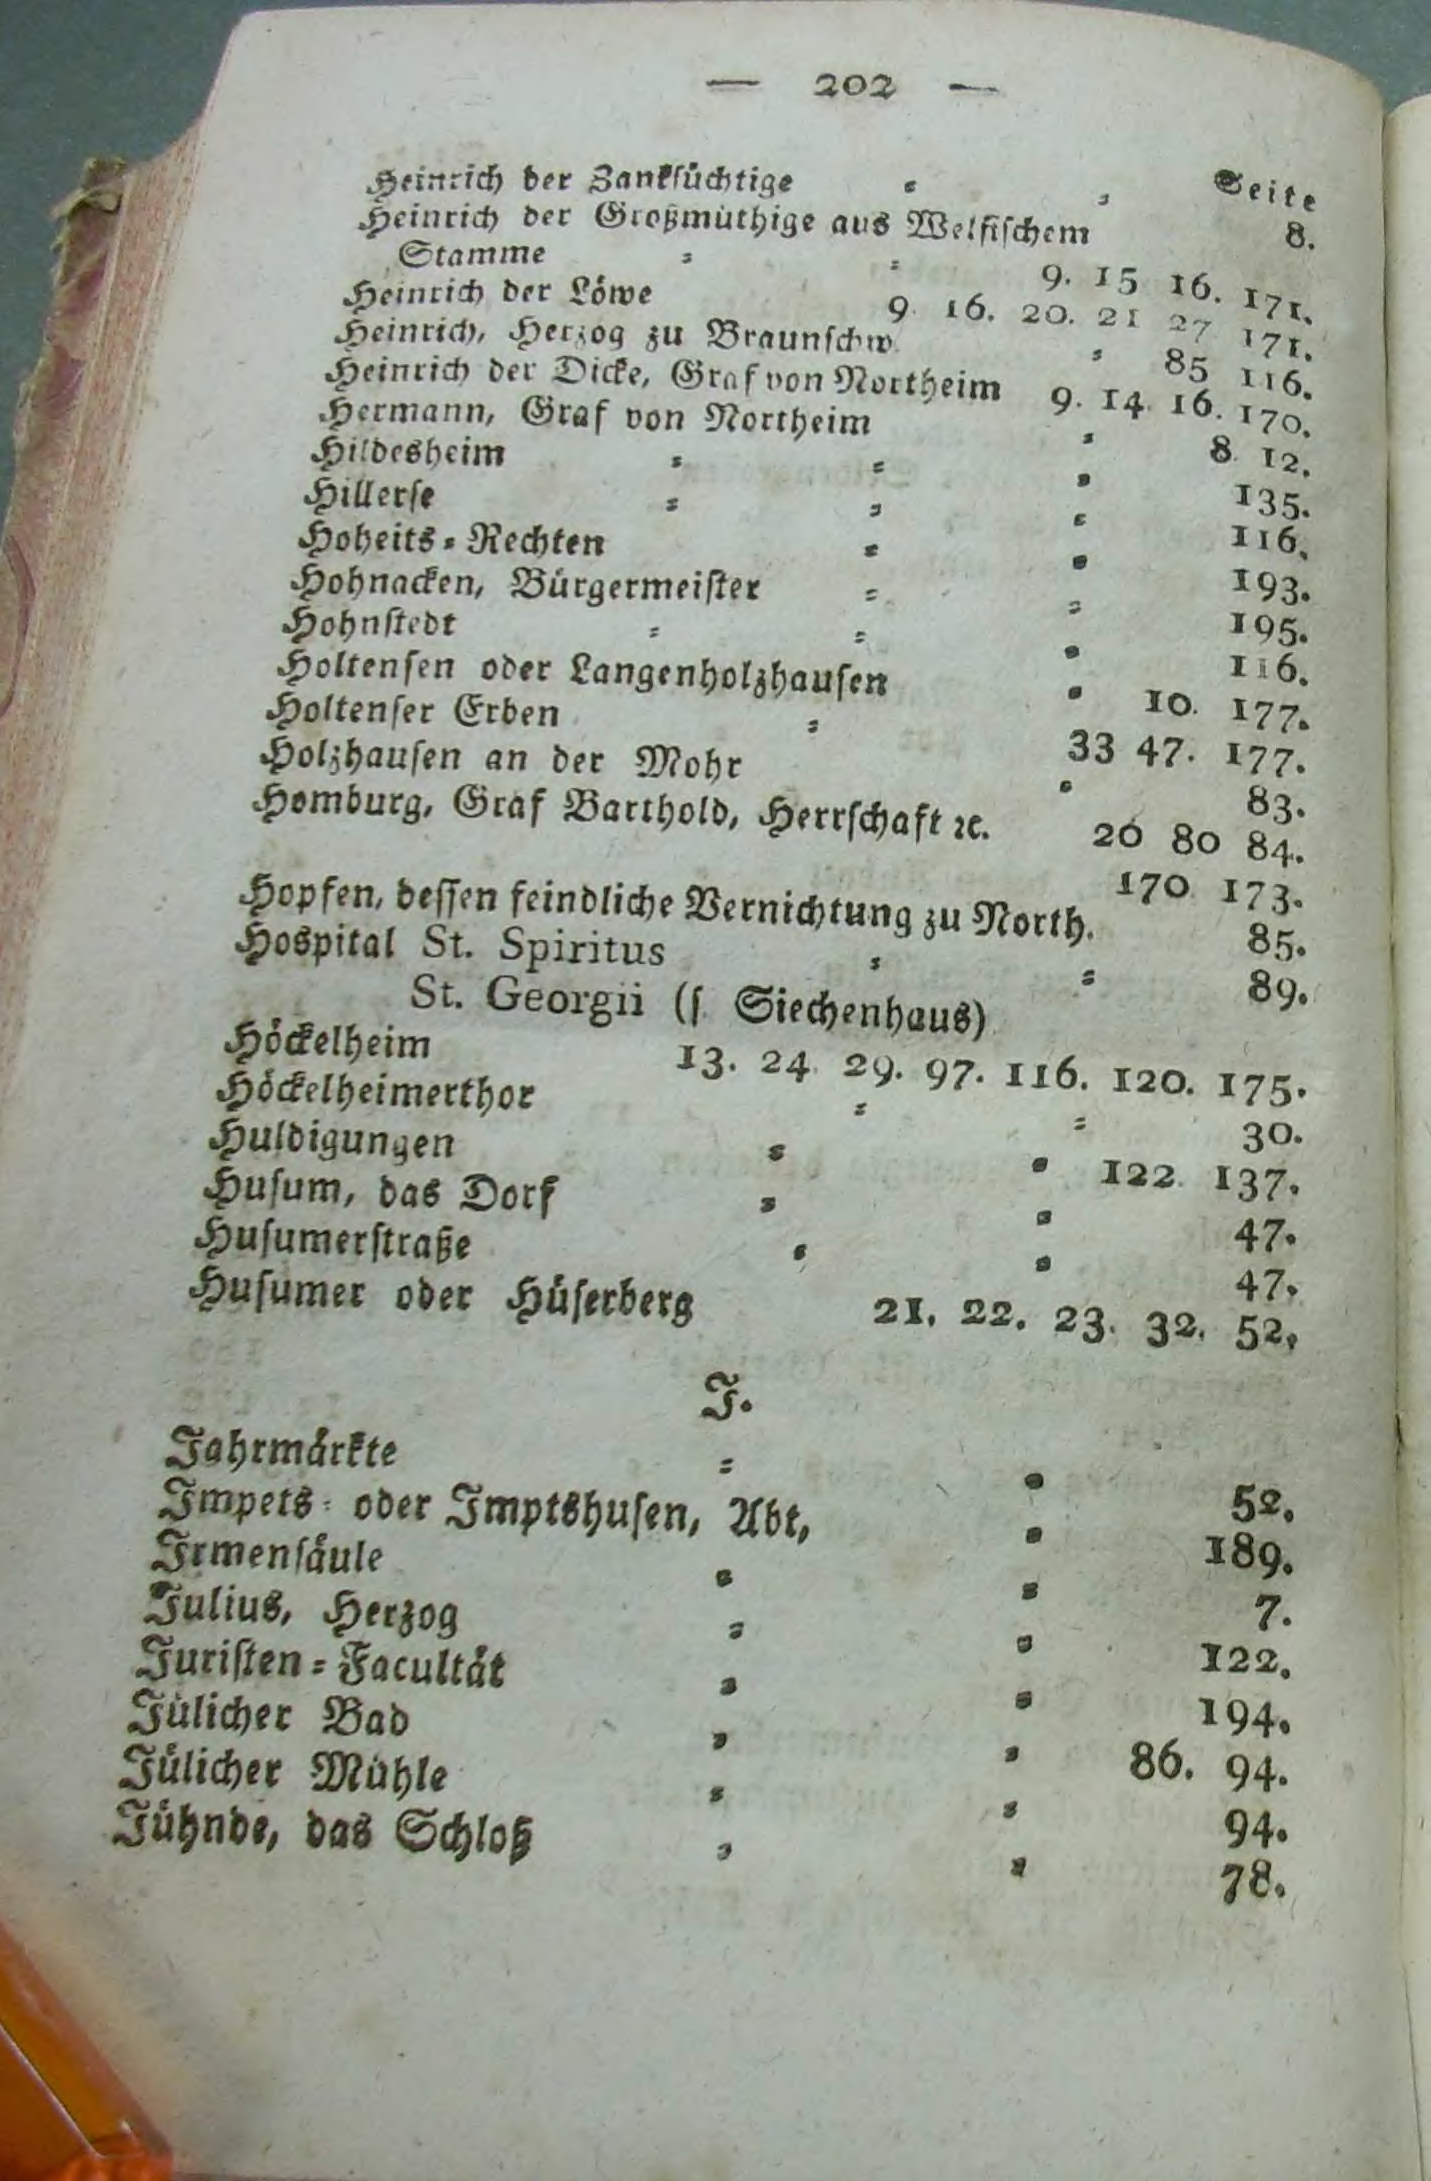 — 202 —
Seite
Heinrich der Zankſüchtige = = 8.
Heinrich der Großmüthige aus Welfiſchem
Stamme = = 9. 15 16. 171.
Heinrich der Löwe 9. 16. 20. 21 27 171.
Heinrich, Herzog zu Braunſchw. = 85 116.
Heinrich der Dicke, Graf von Northeim 9. 14. 16. 170.
Hermann, Graf von Northeim = 8. 12.
Hildesheim = = = 135.
Hillerſe = = = 116.
Hoheits=Rechten = = 193.
Hohnacken, Bürgermeiſter = = 195.
Hohnſtedt = = = 116.
Holtenſen oder Langenholzhauſen = 10. 177.
Holtenſer Erben = 33 47. 177.
Holzhauſen an der Mohr = 83.
Homburg, Graf Barthold, Herrſchaft ꝛc. 26 80 84.
170. 173.
Hopfen, deſſen feindliche Vernichtung zu North. 85.
Hospital St. Spiritus = = 89.
St. Georgii (ſ. Siechenhaus)
Höckelheim 13. 24. 29. 97. 116. 120. 175.
Höckelheimerthor = = 30.
Huldigungen = = 122. 137.
Huſum, das Dorf = = 47.
Huſumerſtraße = = 47.
Huſumer oder Hüſerberg 21. 22. 23. 32. 52.
J.
Jahrmärkte = = 52.
Impets= oder Imptshuſen, Abt, = 189.
Irmenſäule = = 7.
Julius, Herzog = = 122.
Juriſten=Facultät = = 194.
Jülicher Bad = = 86. 94.
Jülicher Mühle = = 94.
Jühnde, das Schloß = = 78.